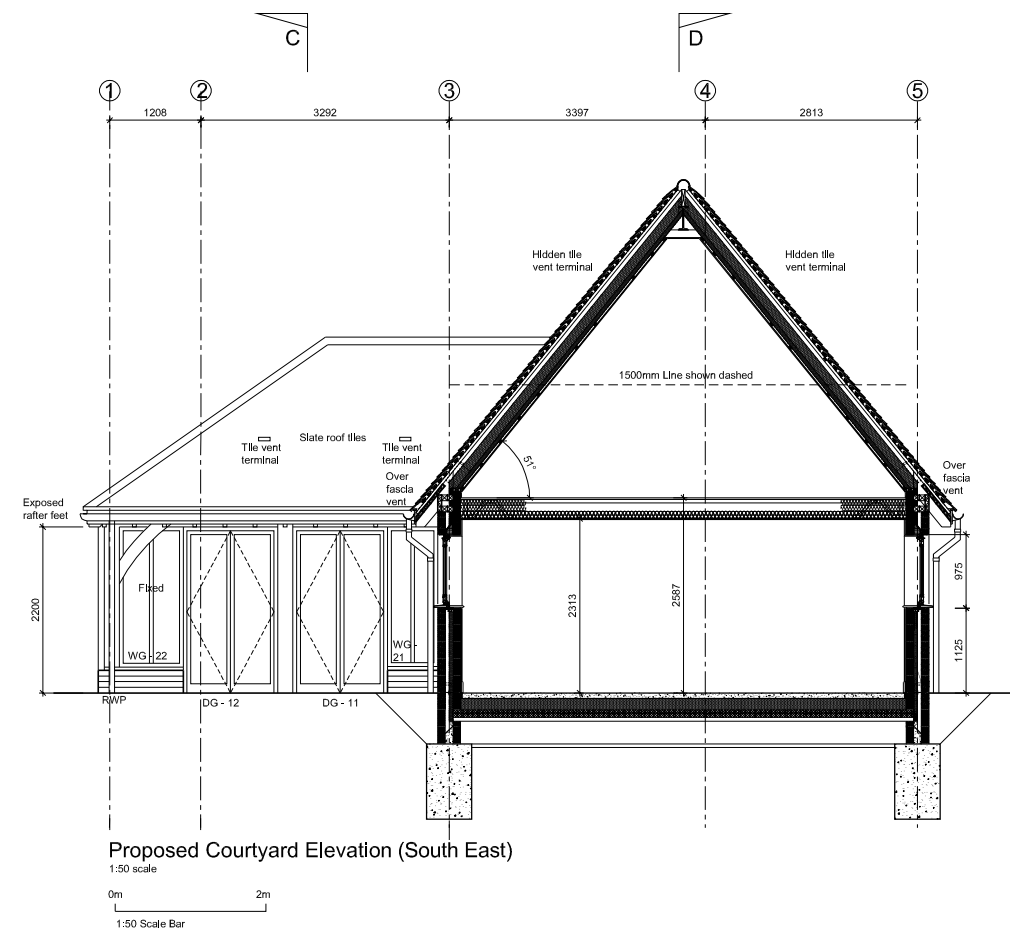 C
D
1
2
3
4
5
1208
3292
3397
2813
Hidden tile
vent terminal
Hidden tile
vent terminal
1500mm Line shown dashed
Slate roof tiles
Tile vent
terminal
Tile vent
terminal
51°
Over
fascia
vent
Over
fascia
vent
Exposed
rafter feet
Fixed
2200
2313
2587
975
1125
WG - 22
WG -
21
RWP
DG - 12
DG - 11
Proposed Courtyard Elevation (South East)
1:50 scale
0m
2m
1:50 Scale Bar